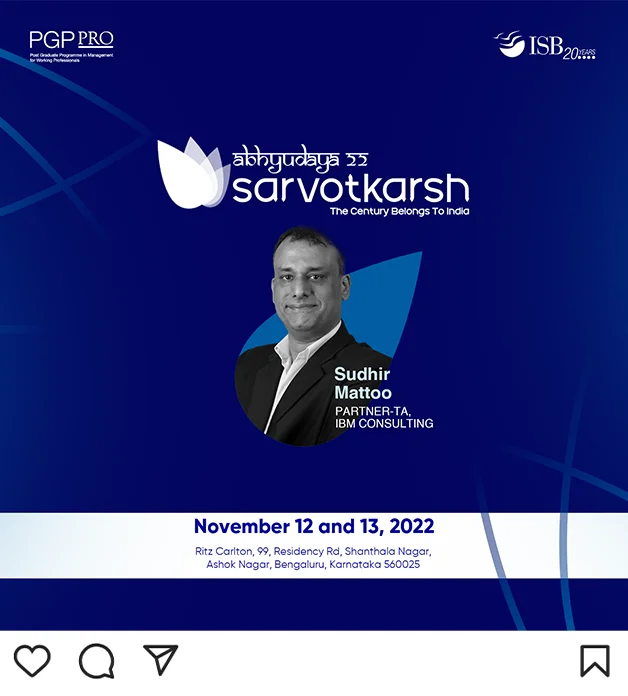 PGP PRO
Post Graduate Programme in Management
for Working Professionals
ISB 20 YEARS
abhyudaya 22
sarvotkarsh
The Century Belongs To India
Sudhir
Mattoo
PARTNER-TA,
IBM CONSULTING
November 12 and 13, 2022
Ritz Carlton, 99, Residency Rd, Shanthala Nagar,
Ashok Nagar, Bengaluru, Karnataka 560025